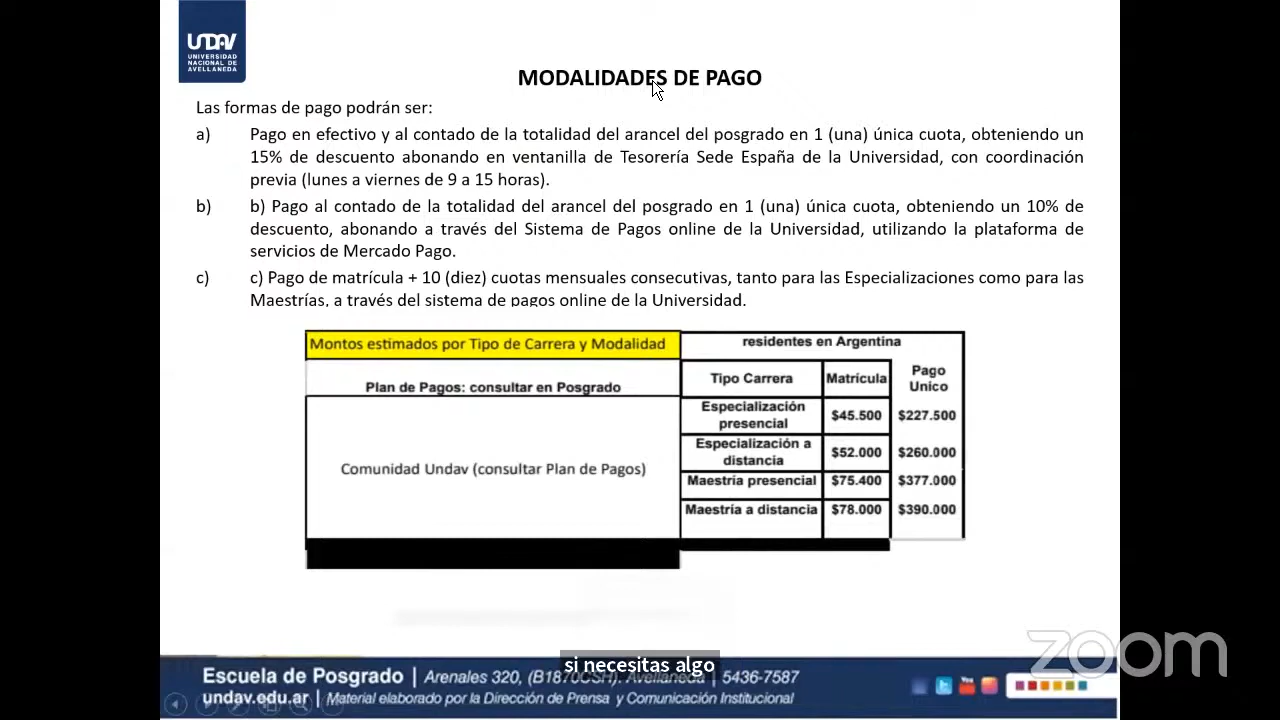 UNDAV
UNIVERSIDAD
NACIONAL DE
AVELLANEDA
MODALIDADES DE PAGO
Las formas de pago podrán ser:
a) Pago en efectivo y al contado de la totalidad del arancel del posgrado en 1 (una) única cuota, obteniendo un
15% de descuento abonando en ventanilla de Tesorería Sede España de la Universidad, con coordinación
previa (lunes a viernes de 9 a 15 horas).
b) b) Pago al contado de la totalidad del arancel del posgrado en 1 (una) única cuota, obteniendo un 10% de
descuento, abonando a través del Sistema de Pagos online de la Universidad, utilizando la plataforma de
servicios de Mercado Pago.
c) c) Pago de matrícula + 10 (diez) cuotas mensuales consecutivas, tanto para las Especializaciones como para las
Maestrías, a través del sistema de pagos online de la Universidad.
Montos estimados por Tipo de Carrera y Modalidad
residentes en Argentina
Plan de Pagos: consultar en Posgrado
Tipo Carrera Matrícula Pago
Unico
Especialización
presencial $45.500 $227.500
Especialización a
distancia $52.000 $260.000
Comunidad Undav (consultar Plan de Pagos)
Maestría presencial $75.400 $377.000
Maestría a distancia $78.000 $390.000
zoom
si necesitas algo
Escuela de Posgrado | Arenales 320, (B1870CSH). Avellaneda | 5436-7587
undav.edu.ar | Material elaborado por la Dirección de Prensa y Comunicación Institucional